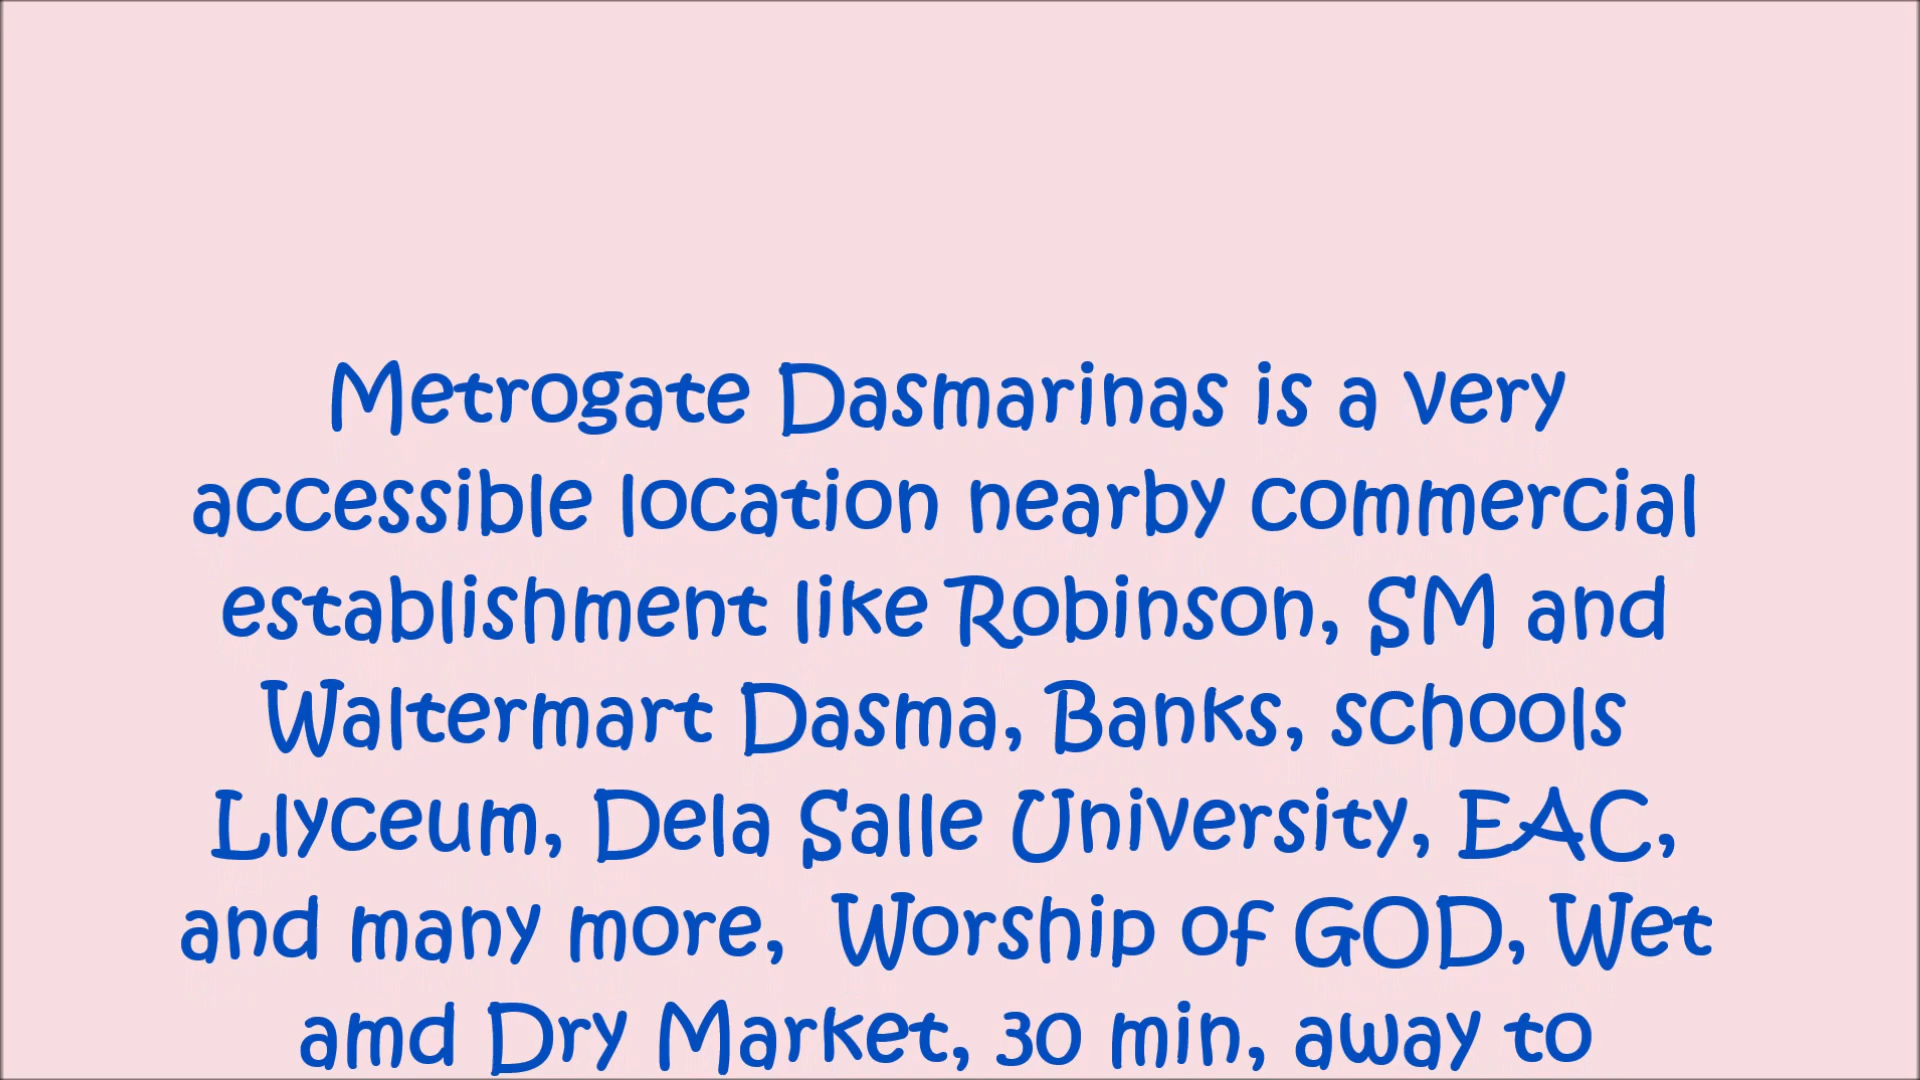 Metrogate Dasmarinas is a very
accessible location nearby commercial
establishment like Robinson, SM and
Waltermart Dasma, Banks, schools
Llyceum, Dela Salle University, EAC,
and many more,  Worship of GOD, Wet
amd Dry Market, 30 min, away to